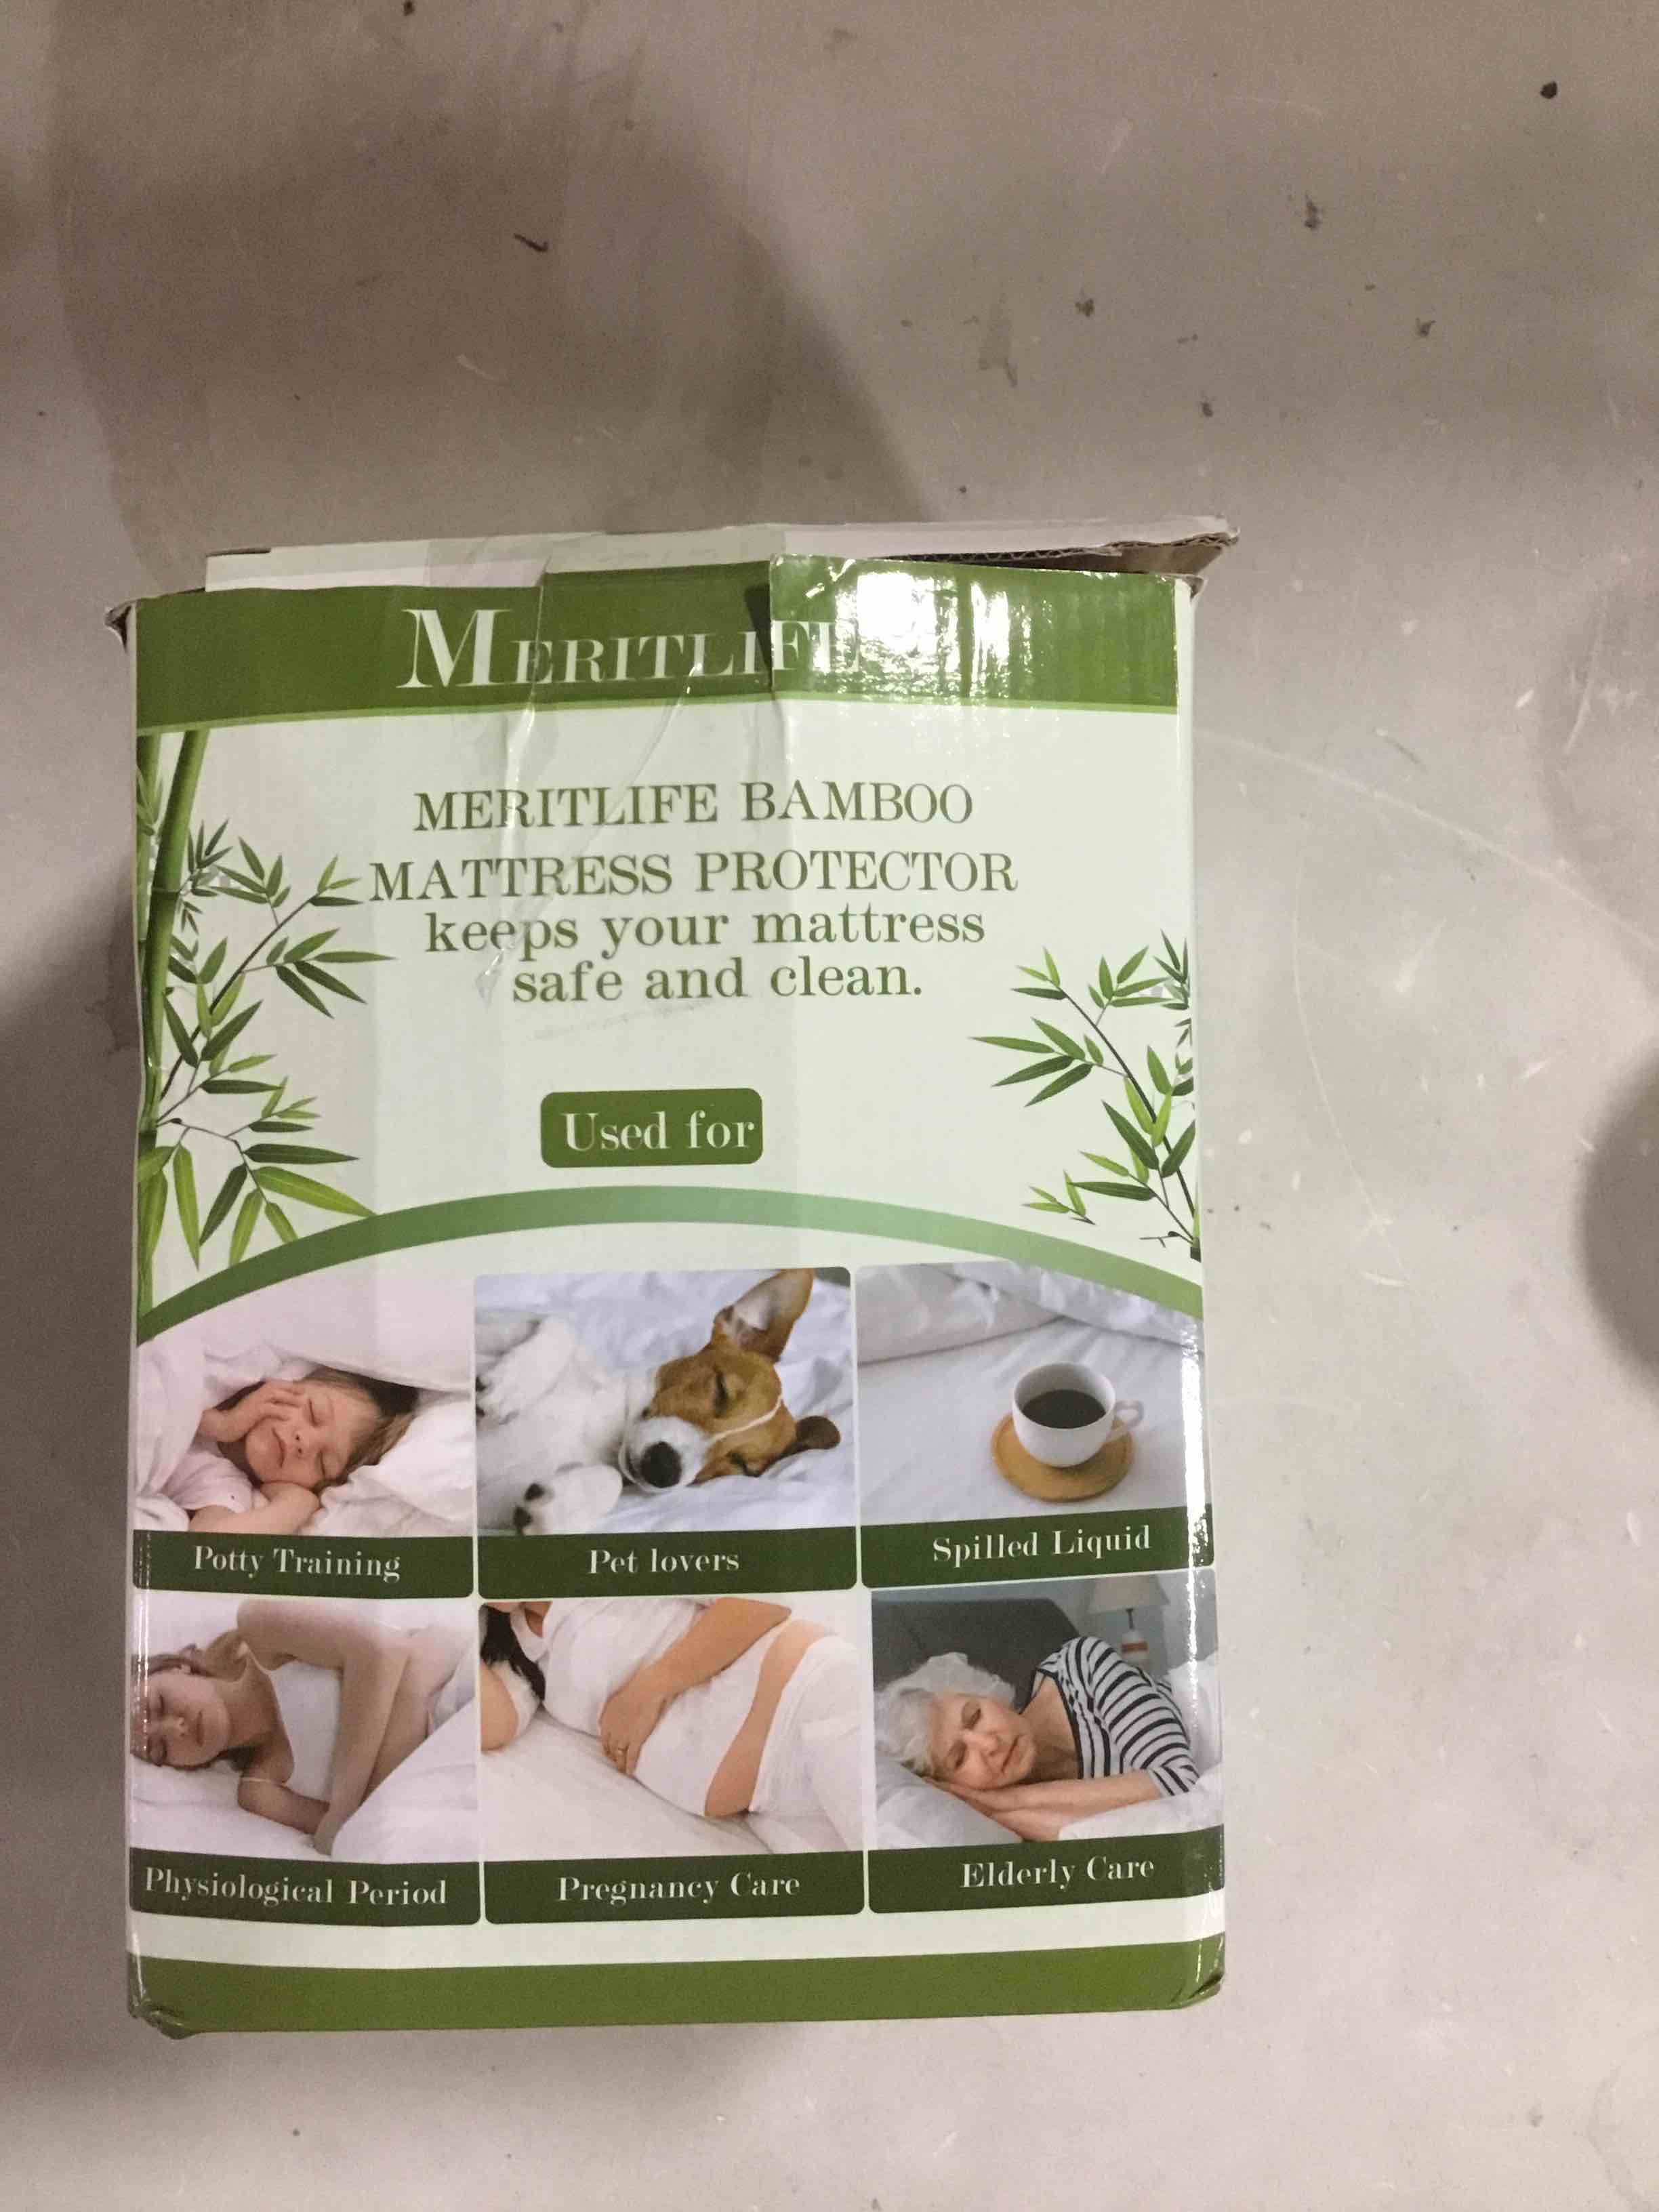 MERITLIFE
MERITLIFE BAMBOO
MATTRESS PROTECTOR
keeps your mattress
safe and clean.
Used for
Potty Training
Pet lovers
Spilled Liquid
Physiological Period
Pregnancy Care
Elderly Care